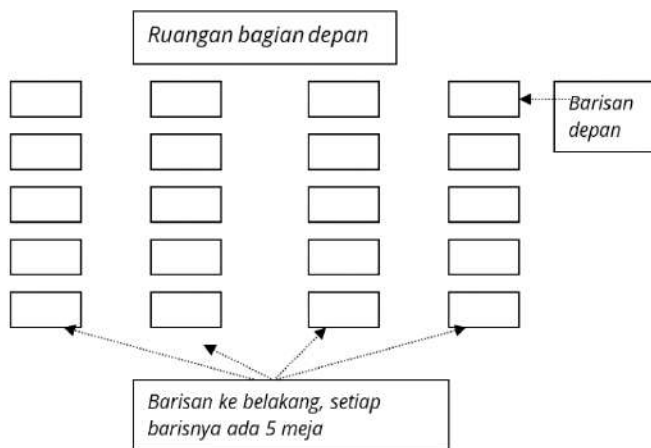 Ruangan bagian depan
Barisan
depan
Barisan ke belakang, setiap
barisnya ada 5 meja